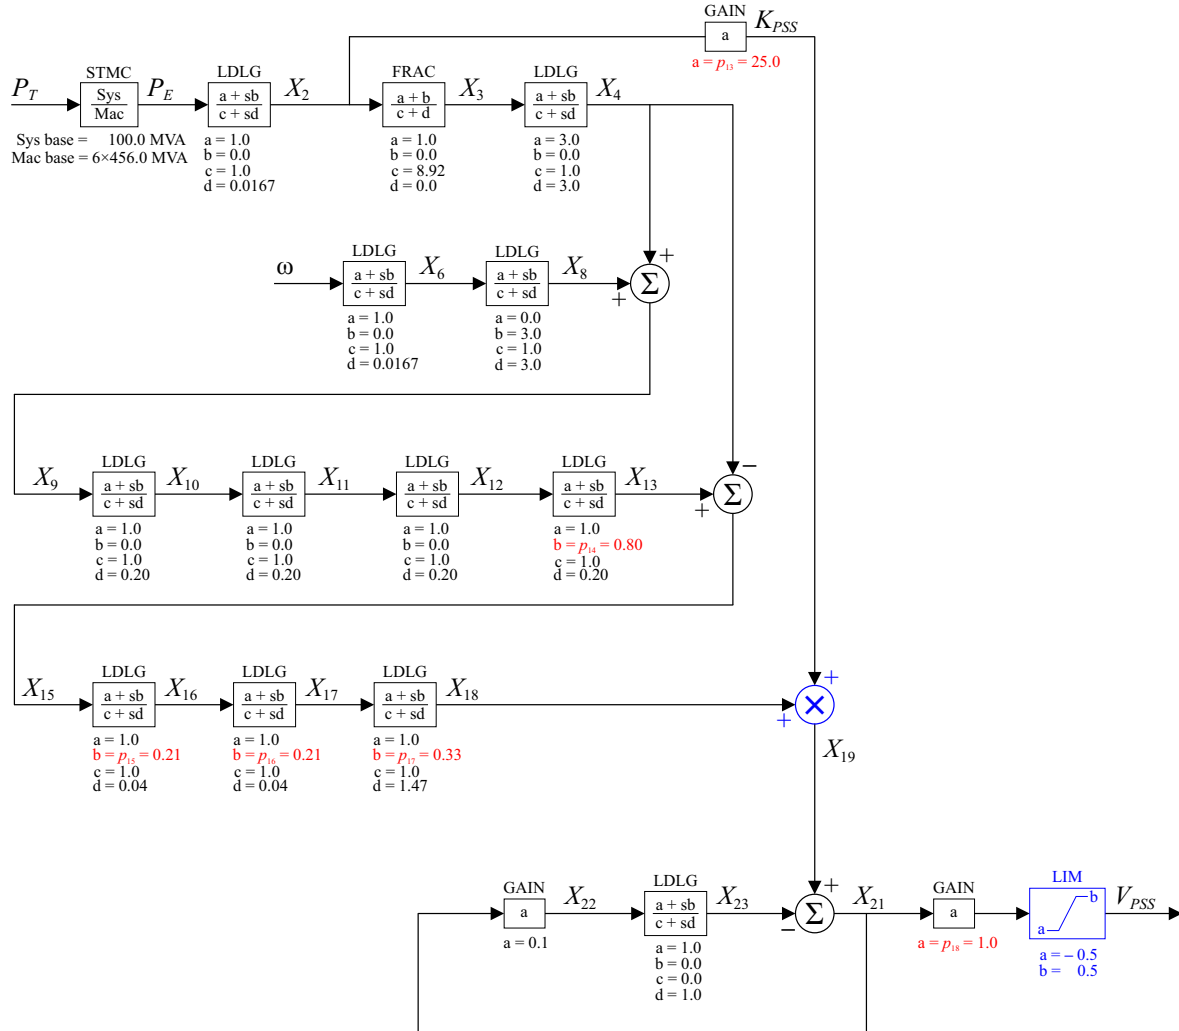 GAIN
K_PSS
a
a = p₁₃ = 25.0
STMC
LDLG
FRAC
LDLG
P_T
Sys
Mac
P_E
a + sb
c + sd
X₂
a + b
c + d
X₃
a + sb
c + sd
X₄
Sys base = 100.0 MVA
Mac base = 6×456.0 MVA
a = 1.0
b = 0.0
c = 1.0
d = 0.0167
a = 1.0
b = 0.0
c = 8.92
d = 0.0
a = 3.0
b = 0.0
c = 1.0
d = 3.0
LDLG
LDLG
ω
a + sb
c + sd
X₆
a + sb
c + sd
X₈
+
+
Σ
a = 1.0
b = 0.0
c = 1.0
d = 0.0167
a = 0.0
b = 3.0
c = 1.0
d = 3.0
LDLG
LDLG
LDLG
LDLG
X₉
a + sb
c + sd
X₁₀
a + sb
c + sd
X₁₁
a + sb
c + sd
X₁₂
a + sb
c + sd
X₁₃
−
+
Σ
a = 1.0
b = 0.0
c = 1.0
d = 0.20
a = 1.0
b = 0.0
c = 1.0
d = 0.20
a = 1.0
b = 0.0
c = 1.0
d = 0.20
a = 1.0
b = p₁₄ = 0.80
c = 1.0
d = 0.20
LDLG
LDLG
LDLG
X₁₅
a + sb
c + sd
X₁₆
a + sb
c + sd
X₁₇
a + sb
c + sd
X₁₈
+
+
×
a = 1.0
b = p₁₅ = 0.21
c = 1.0
d = 0.04
a = 1.0
b = p₁₆ = 0.21
c = 1.0
d = 0.04
a = 1.0
b = p₁₇ = 0.33
c = 1.0
d = 1.47
X₁₉
GAIN
LDLG
GAIN
LIM
a
X₂₂
a + sb
c + sd
X₂₃
+
−
Σ
X₂₁
a
a
b
V_PSS
a = 0.1
a = 1.0
b = 0.0
c = 0.0
d = 1.0
a = p₁₈ = 1.0
a = − 0.5
b = 0.5